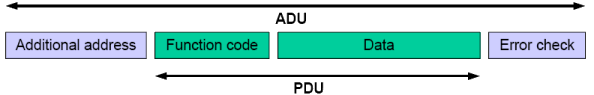 ADU
Additional address Function code Data Error check
PDU